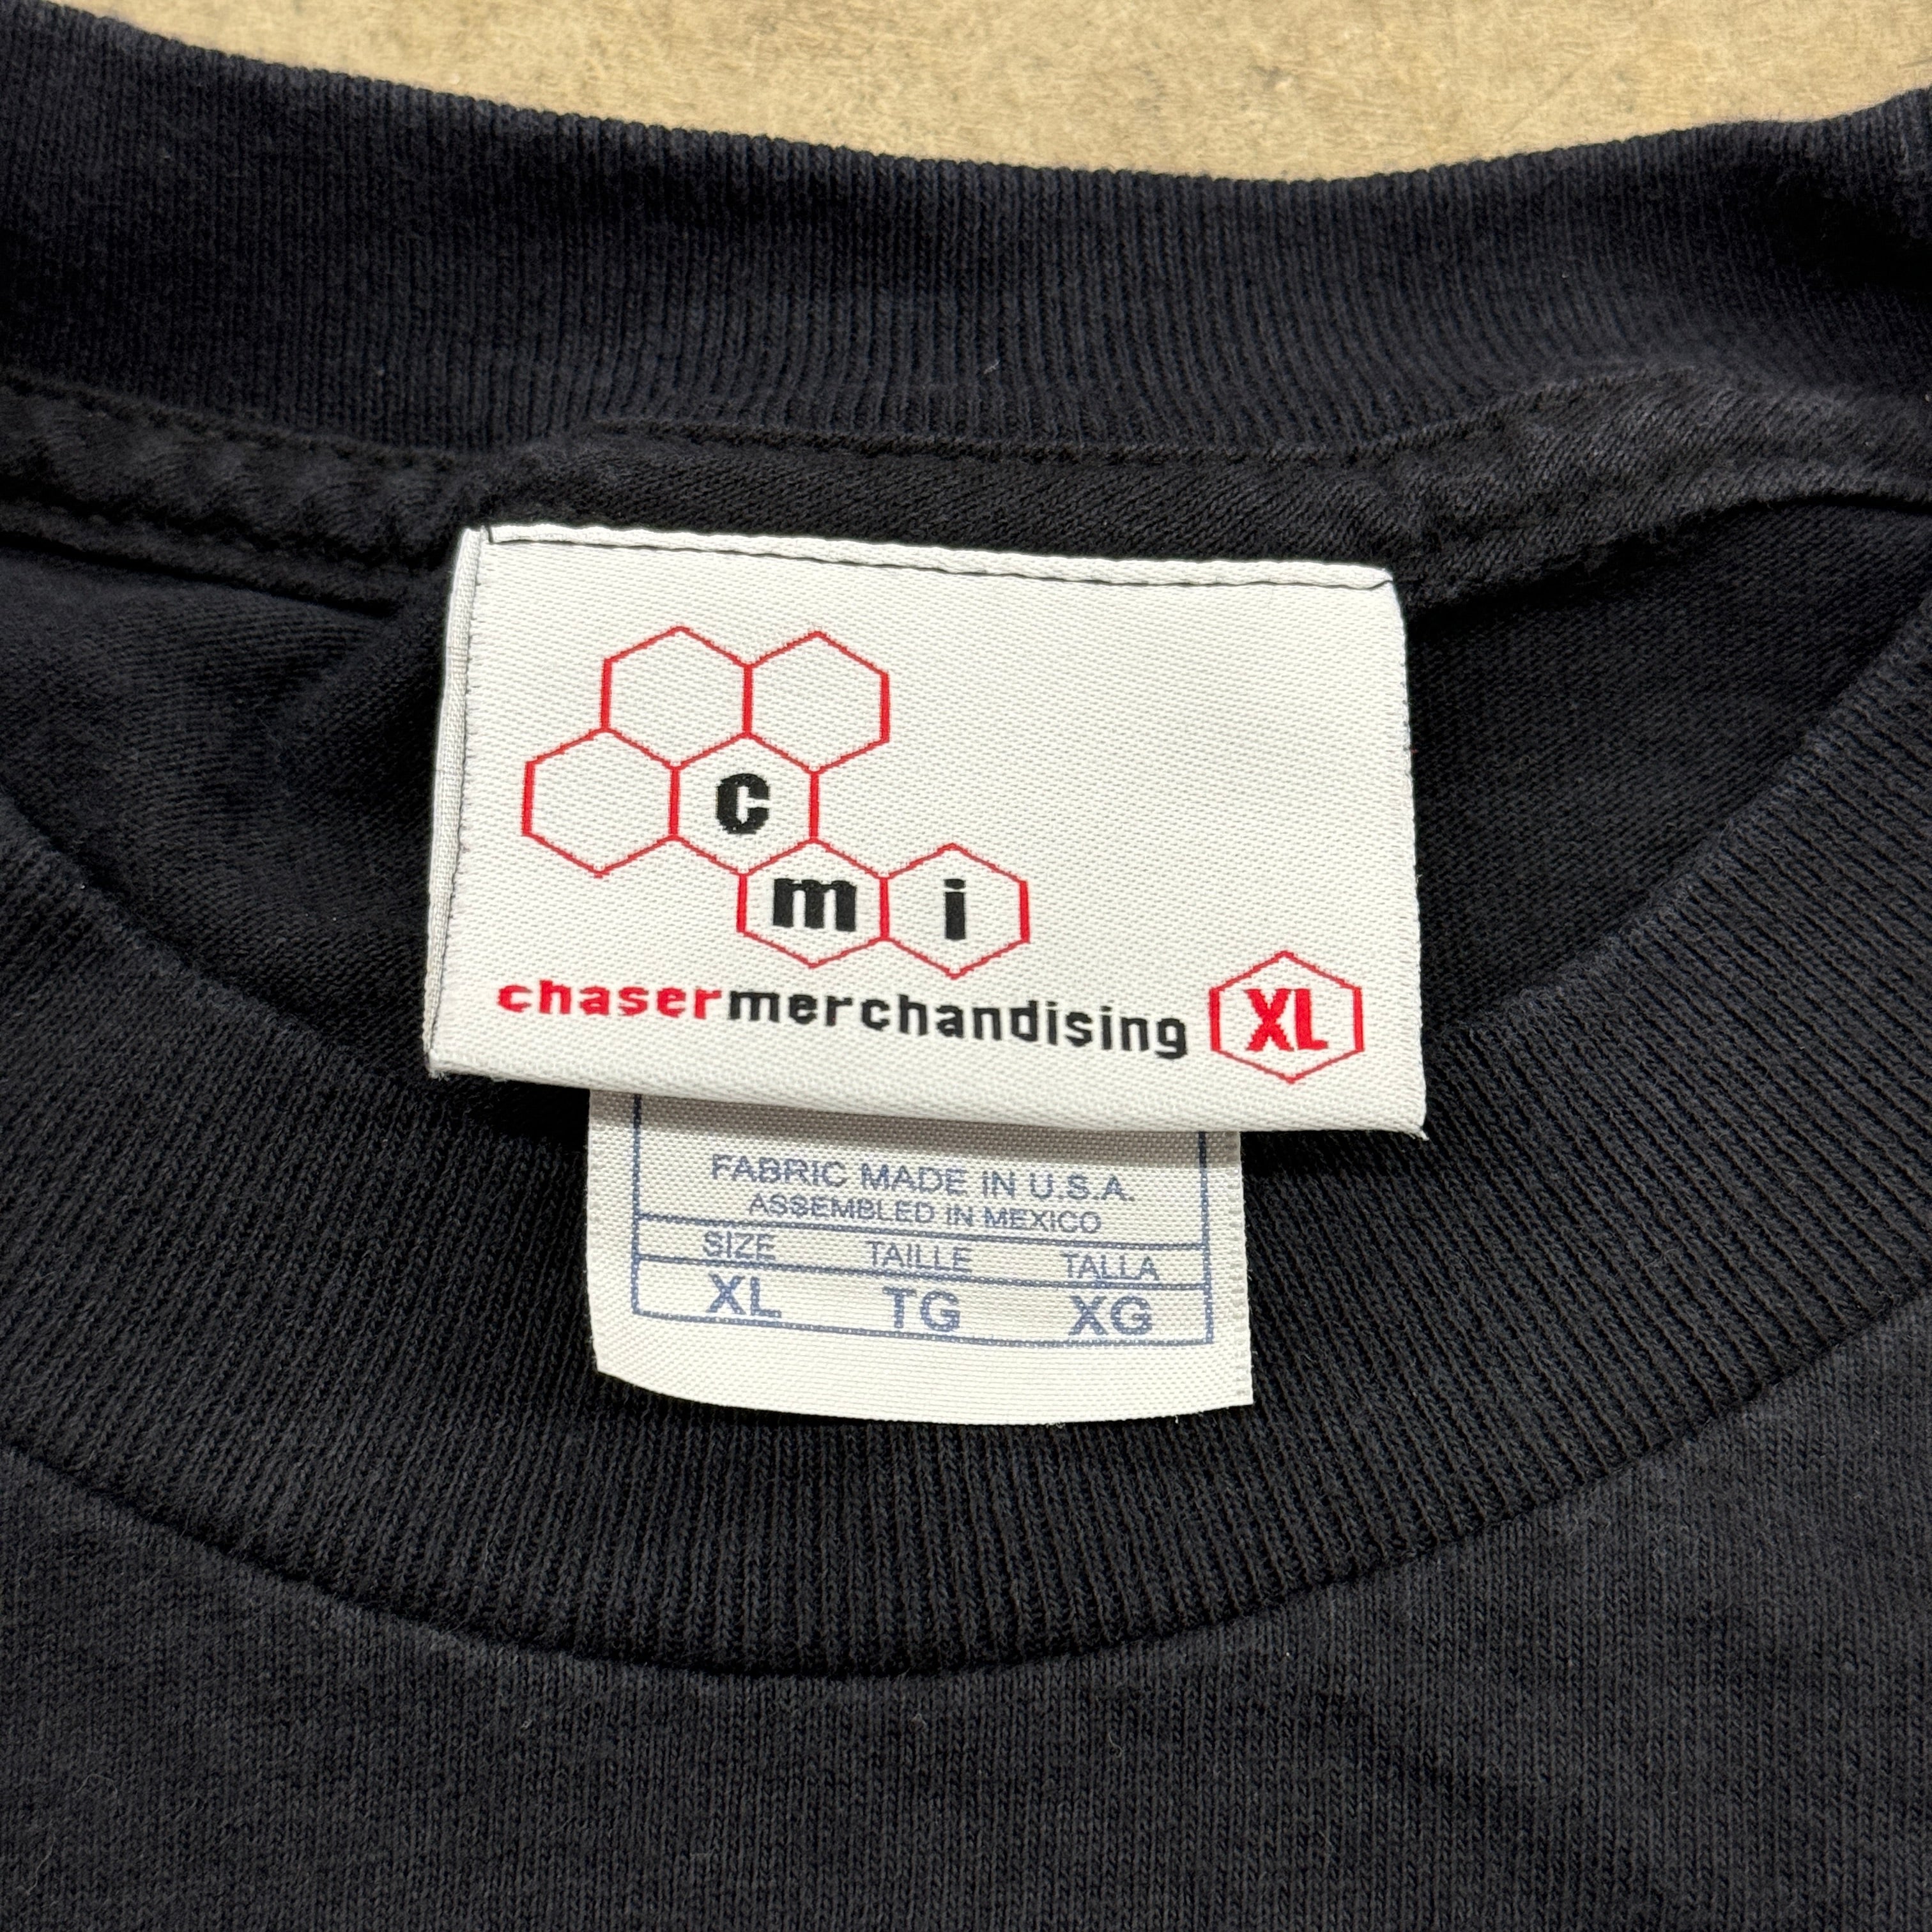 c
m i
chasermerchandising XL
FABRIC MADE IN U.S.A.
ASSEMBLED IN MEXICO
SIZE TAILLE TALLA
XL TG XG